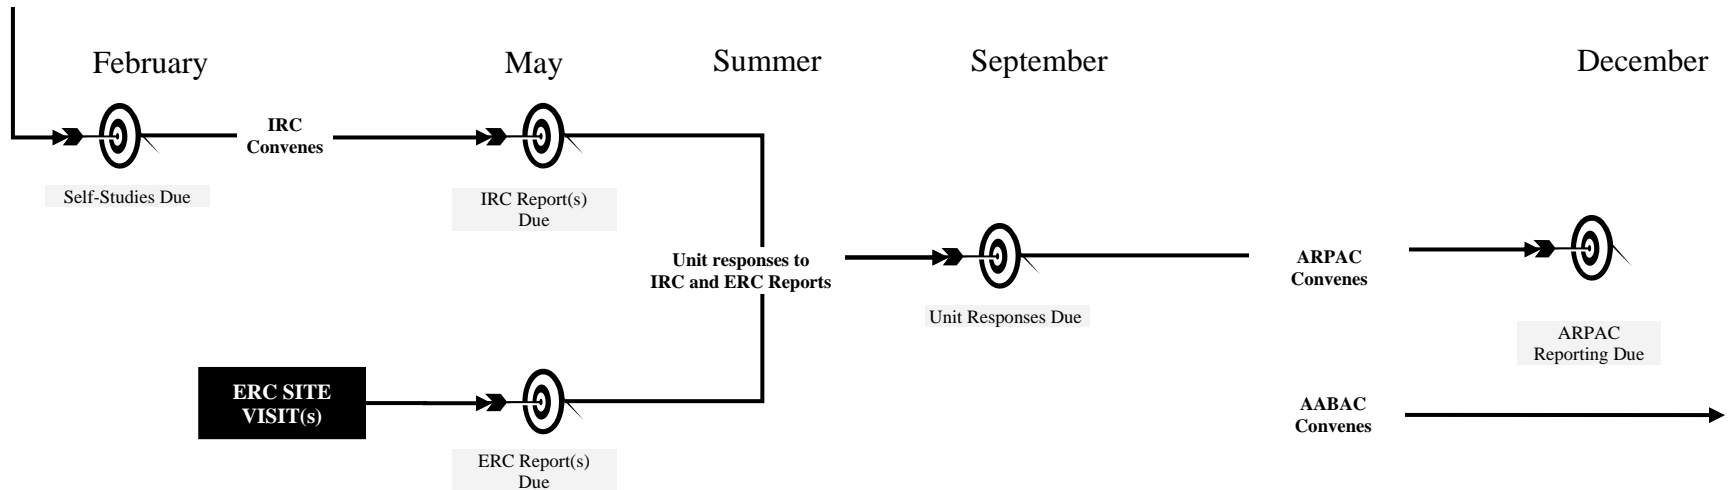 February
May
Summer
September
December
IRC
Convenes
Self-Studies Due
IRC Report(s)
Due
Unit responses to
IRC and ERC Reports
Unit Responses Due
ARPAC
Convenes
ARPAC
Reporting Due
ERC SITE
VISIT(s)
ERC Report(s)
Due
AABAC
Convenes